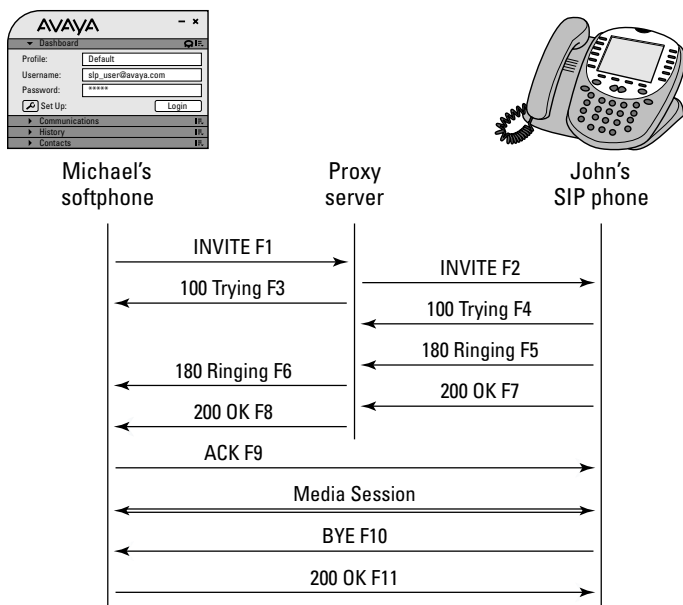 AVAYA
Dashboard
Profile: Default
Username: slp_user@avaya.com
Password: *****
Set Up: Login
Communications
History
Contacts
Michael's
softphone
Proxy
server
John's
SIP phone
INVITE F1
INVITE F2
100 Trying F3
100 Trying F4
180 Ringing F5
180 Ringing F6
200 OK F7
200 OK F8
ACK F9
Media Session
BYE F10
200 OK F11